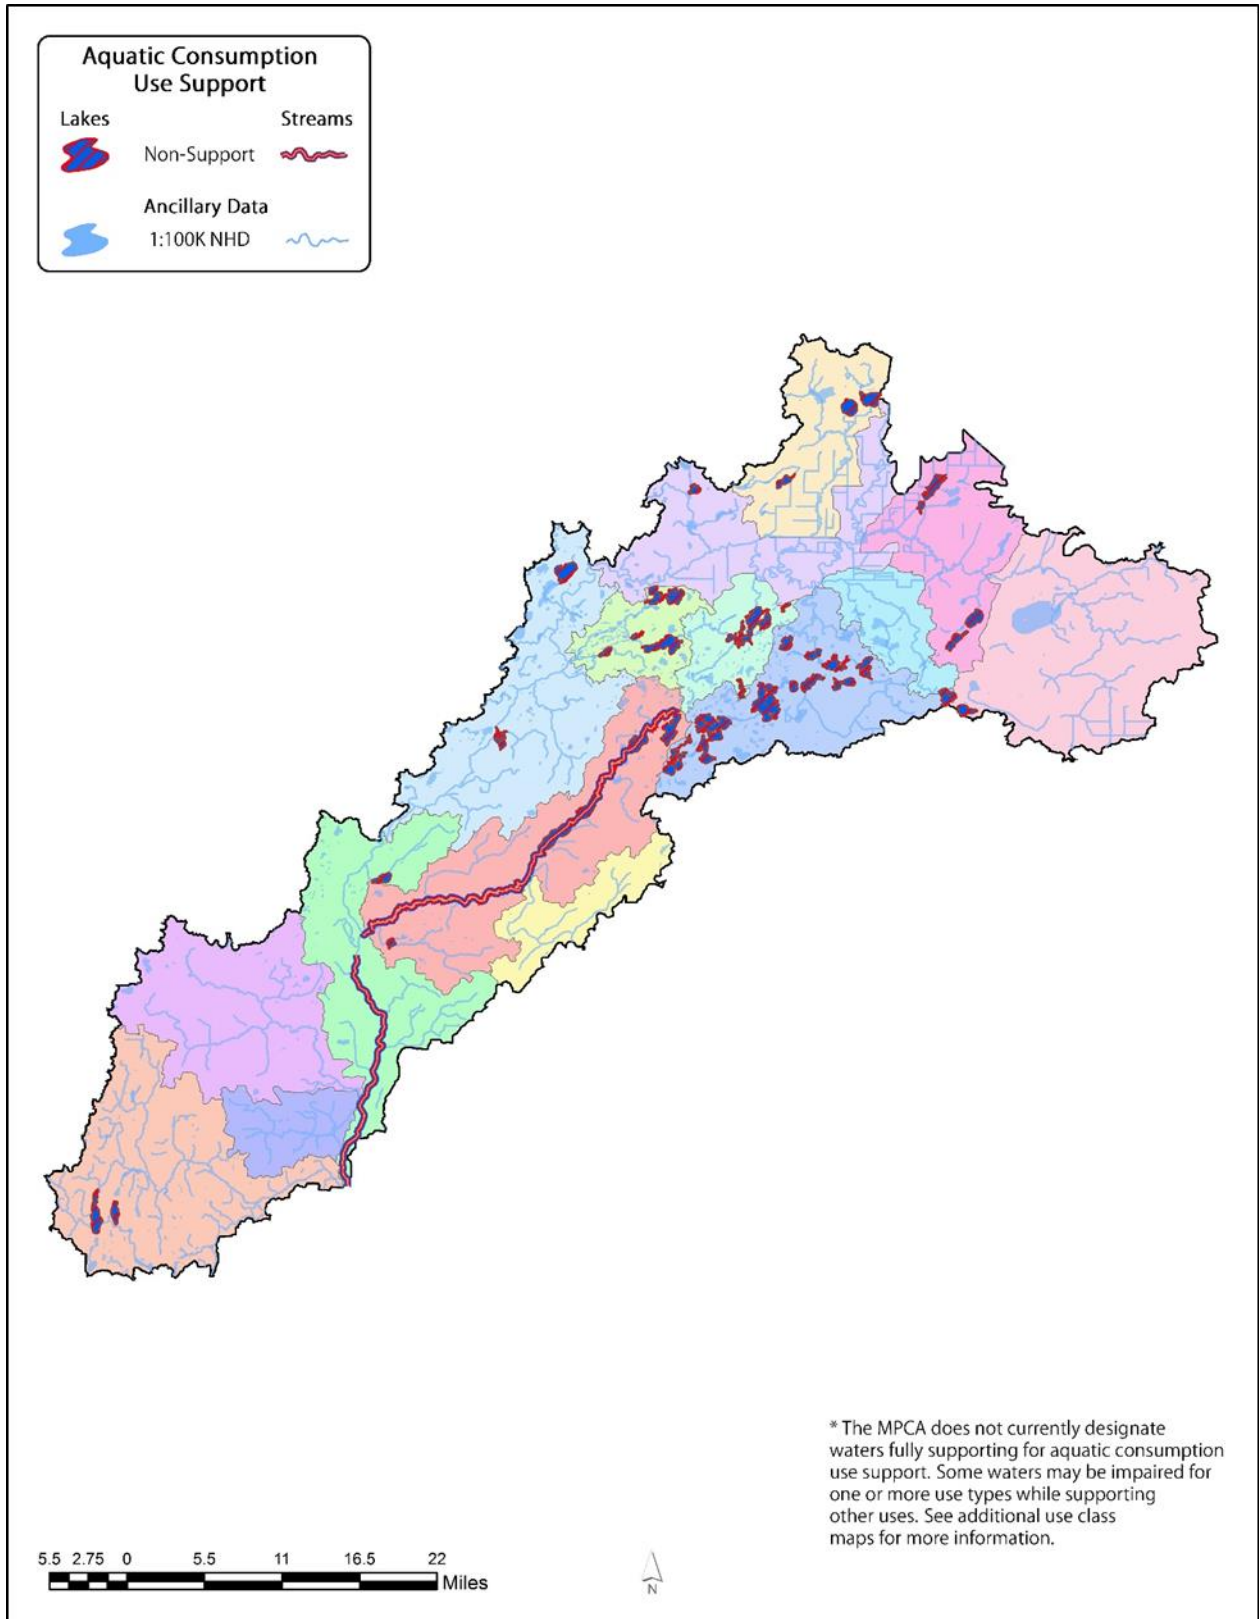 Aquatic Consumption
Use Support
Lakes Streams
Non-Support
Ancillary Data
1:100K NHD
* The MPCA does not currently designate
waters fully supporting for aquatic consumption
use support. Some waters may be impaired for
one or more use types while supporting
other uses. See additional use class
maps for more information.
5.5 2.75 0 5.5 11 16.5 22
Miles
N